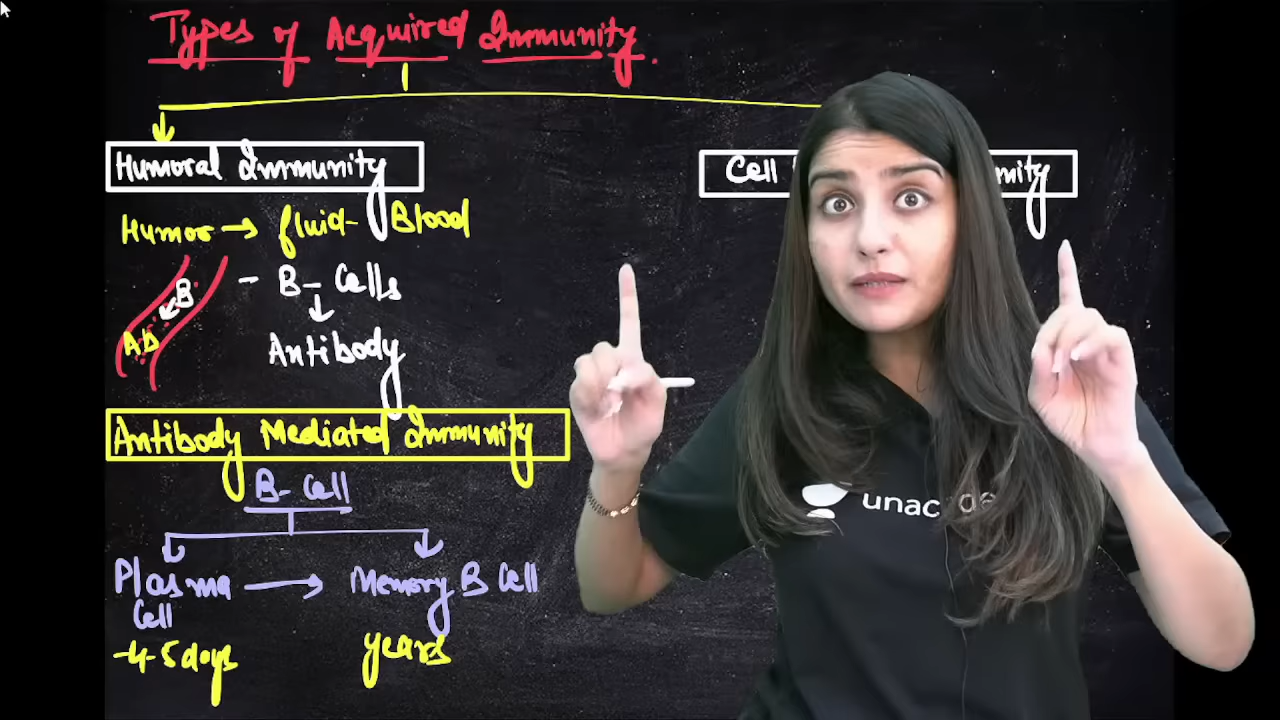 Types of Acquired Immunity.
Humoral Immunity
Cell
nity
Humor → fluid - Blood
- B - Cells
B
Ab
Antibody
Antibody Mediated Immunity
B - Cell
Plasma Cell → Memory B Cell
4-5 days
years
unac